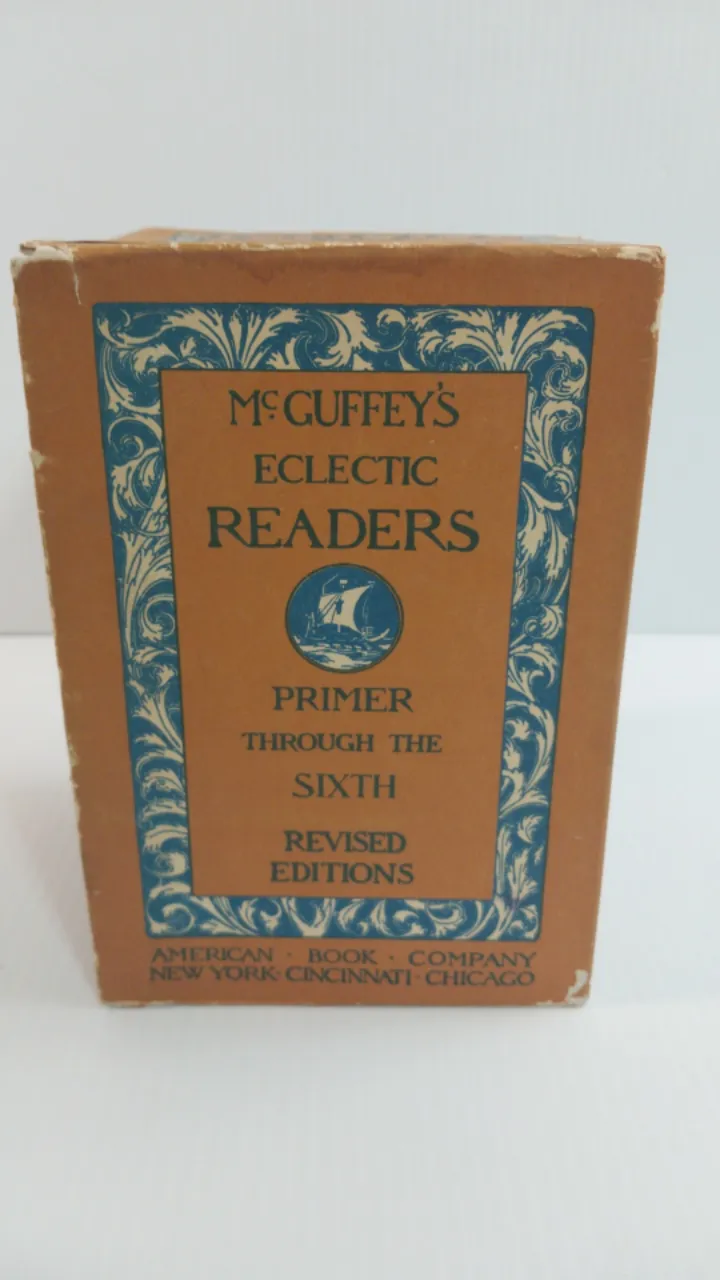 McGUFFEY'S
ECLECTIC
READERS
PRIMER
THROUGH THE
SIXTH
REVISED
EDITIONS
AMERICAN · BOOK · COMPANY
NEW YORK · CINCINNATI · CHICAGO